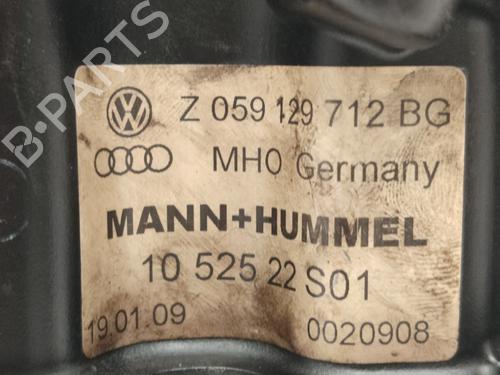 B-PARTS
Z 059 129 712 BG
MH0 Germany
MANN+HUMMEL
10 525 22 S01
19.01.09 0020908